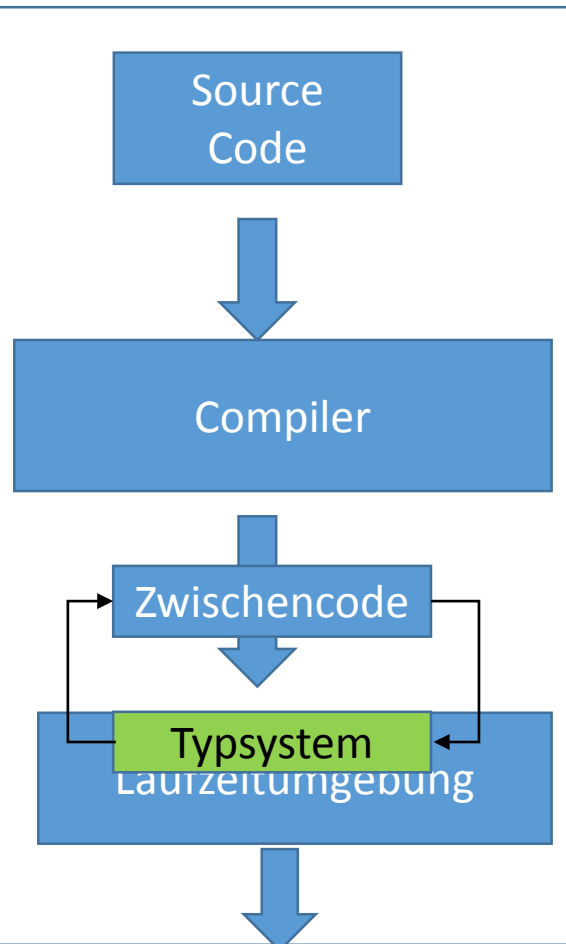 Source
Code
Compiler
Zwischencode
Typsystem
Laufzeitumgebung